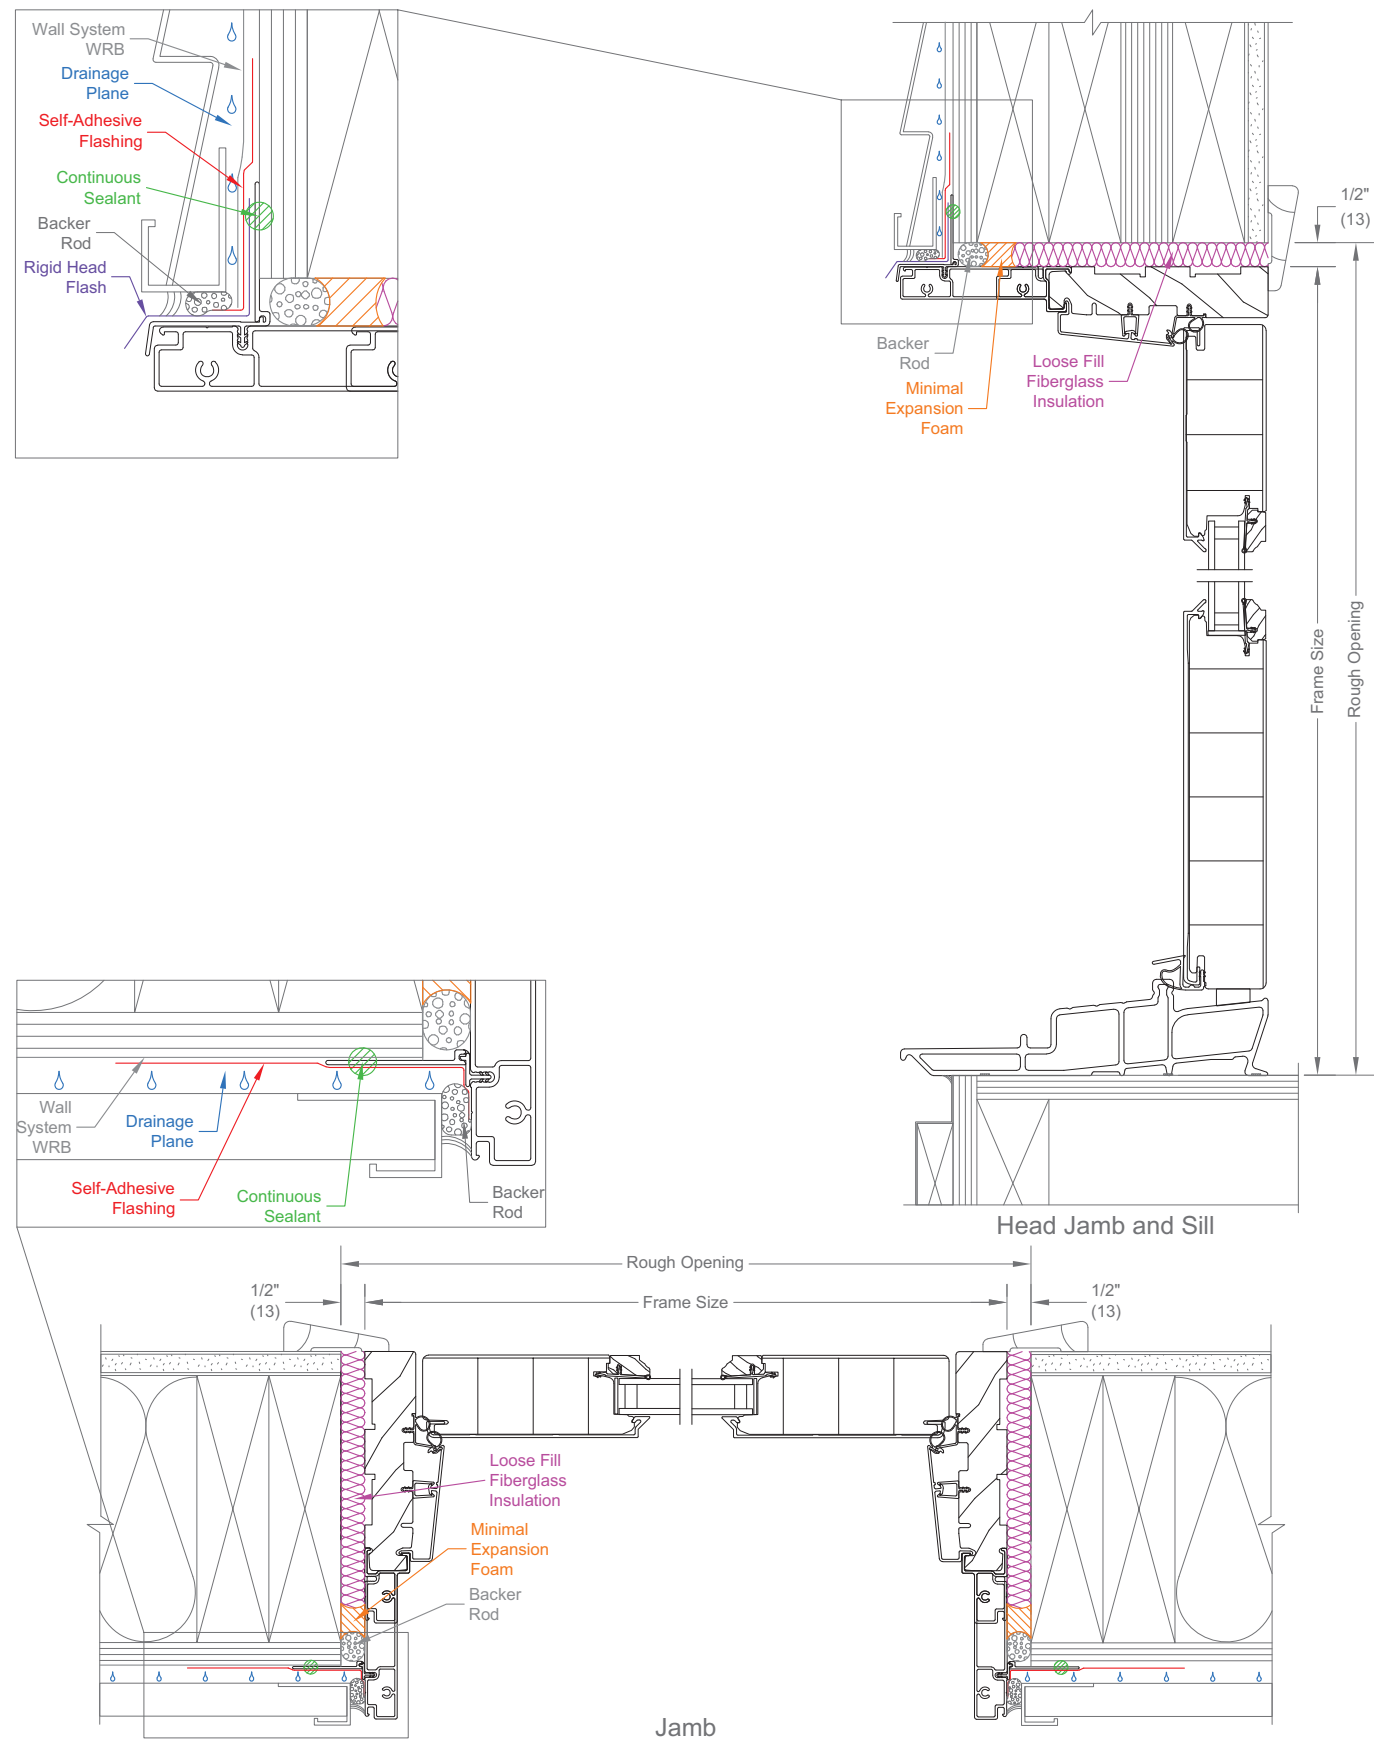 Wall System
WRB
Drainage
Plane
Self-Adhesive
Flashing
Continuous
Sealant
Backer
Rod
Rigid Head
Flash
1/2"
(13)
Backer
Rod
Minimal
Expansion
Foam
Loose Fill
Fiberglass
Insulation
Frame Size
Rough Opening
Wall
System
WRB
Drainage
Plane
Self-Adhesive
Flashing
Continuous
Sealant
Backer
Rod
Head Jamb and Sill
Rough Opening
1/2"
(13)
Frame Size
1/2"
(13)
Loose Fill
Fiberglass
Insulation
Minimal
Expansion
Foam
Backer
Rod
Jamb